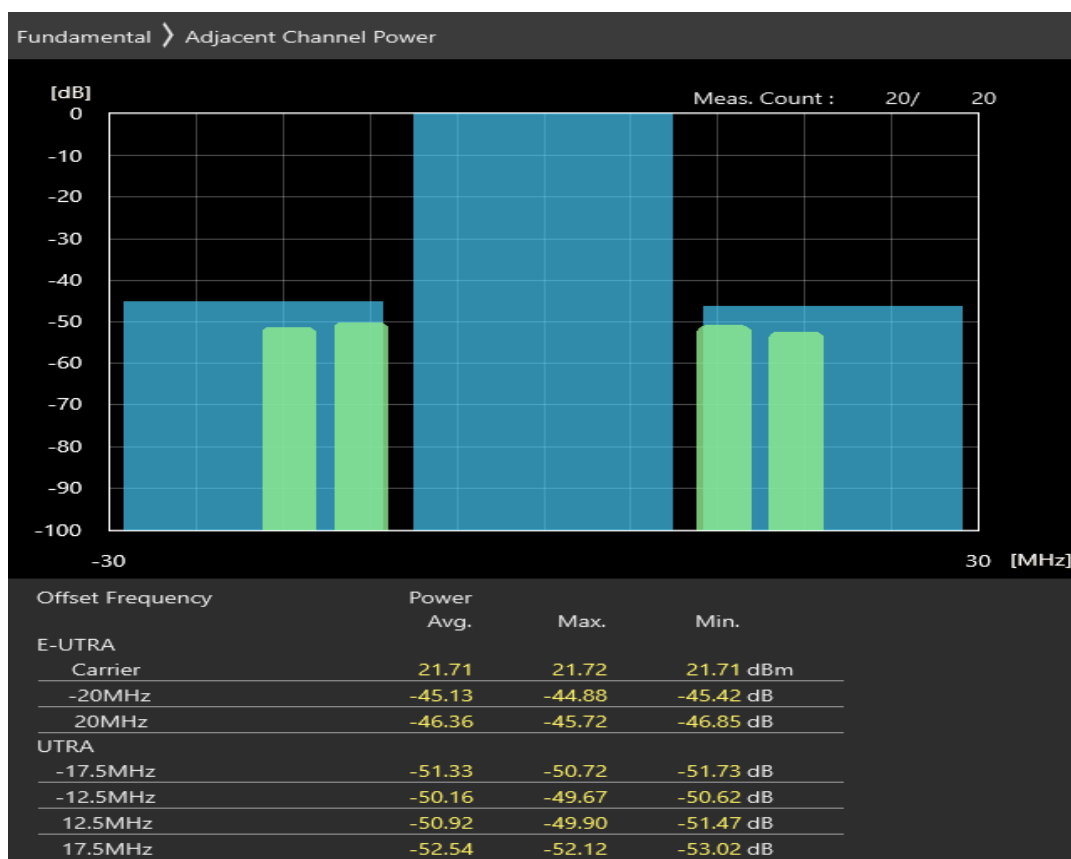 Fundamental ❯ Adjacent Channel Power
[dB]
Meas. Count : 20/ 20
0
-10
-20
-30
-40
-50
-60
-70
-80
-90
-100
-30 30 [MHz]
Offset Frequency Power
Avg. Max. Min.
E-UTRA
Carrier 21.71 21.72 21.71 dBm
-20MHz -45.13 -44.88 -45.42 dB
20MHz -46.36 -45.72 -46.85 dB
UTRA
-17.5MHz -51.33 -50.72 -51.73 dB
-12.5MHz -50.16 -49.67 -50.62 dB
12.5MHz -50.92 -49.90 -51.47 dB
17.5MHz -52.54 -52.12 -53.02 dB